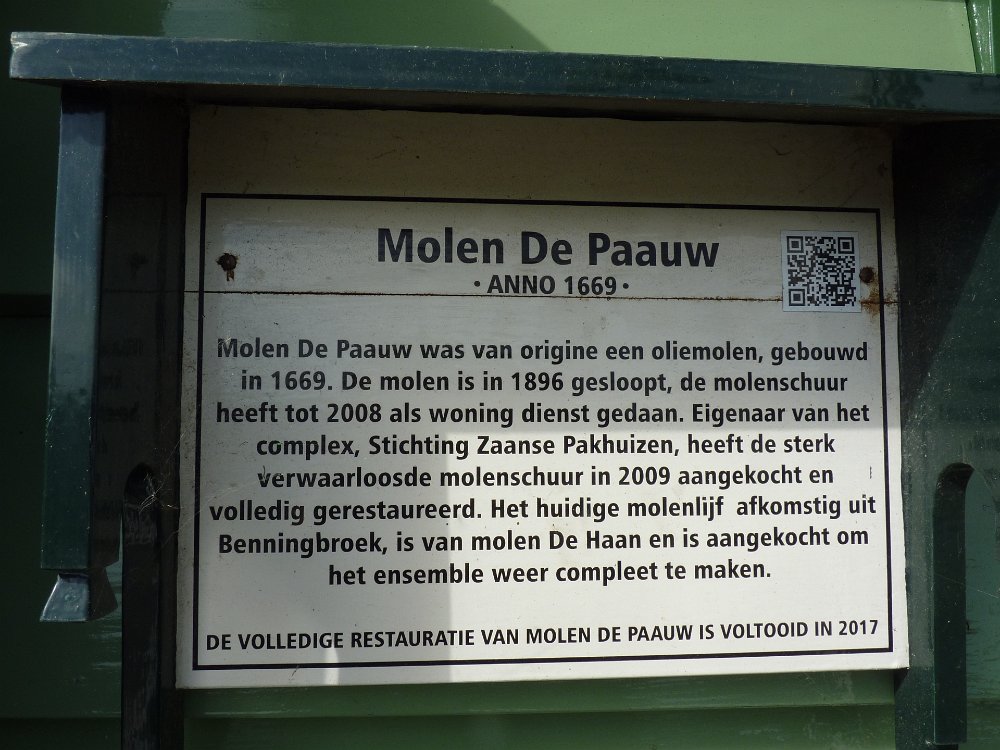 Molen De Paauw
· ANNO 1669 ·
Molen De Paauw was van origine een oliemolen, gebouwd
in 1669. De molen is in 1896 gesloopt, de molenschuur
heeft tot 2008 als woning dienst gedaan. Eigenaar van het
complex, Stichting Zaanse Pakhuizen, heeft de sterk
verwaarloosde molenschuur in 2009 aangekocht en
volledig gerestaureerd. Het huidige molenlijf afkomstig uit
Benningbroek, is van molen De Haan en is aangekocht om
het ensemble weer compleet te maken.
DE VOLLEDIGE RESTAURATIE VAN MOLEN DE PAAUW IS VOLTOOID IN 2017